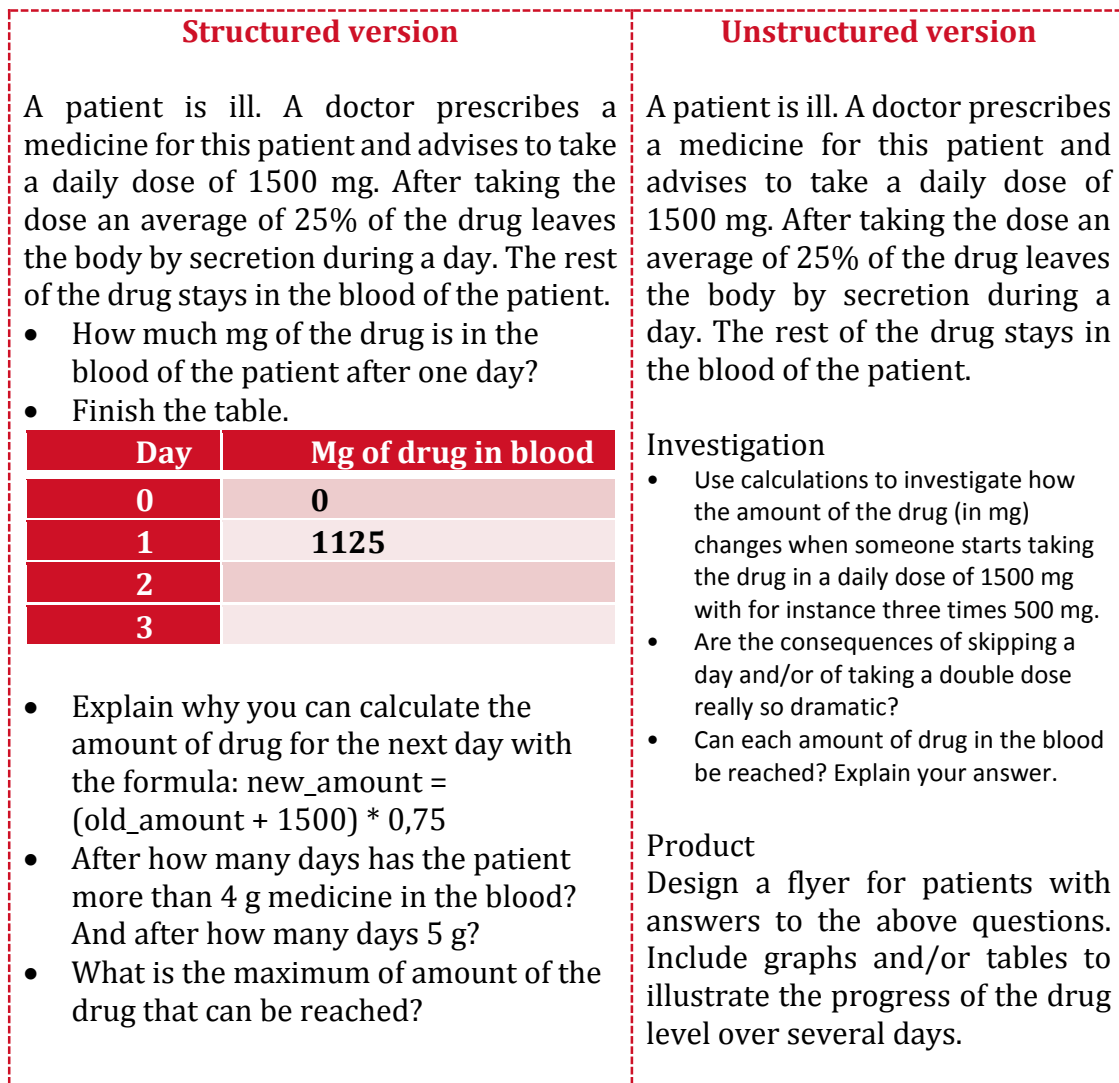 Structured version
A patient is ill. A doctor prescribes a
medicine for this patient and advises to take
a daily dose of 1500 mg. After taking the
dose an average of 25% of the drug leaves
the body by secretion during a day. The rest
of the drug stays in the blood of the patient.
• How much mg of the drug is in the
blood of the patient after one day?
• Finish the table.
Day Mg of drug in blood
0 0
1 1125
2
3
• Explain why you can calculate the
amount of drug for the next day with
the formula: new_amount =
(old_amount + 1500) * 0,75
• After how many days has the patient
more than 4 g medicine in the blood?
And after how many days 5 g?
• What is the maximum of amount of the
drug that can be reached?
Unstructured version
A patient is ill. A doctor prescribes
a medicine for this patient and
advises to take a daily dose of
1500 mg. After taking the dose an
average of 25% of the drug leaves
the body by secretion during a
day. The rest of the drug stays in
the blood of the patient.
Investigation
• Use calculations to investigate how
the amount of the drug (in mg)
changes when someone starts taking
the drug in a daily dose of 1500 mg
with for instance three times 500 mg.
• Are the consequences of skipping a
day and/or of taking a double dose
really so dramatic?
• Can each amount of drug in the blood
be reached? Explain your answer.
Product
Design a flyer for patients with
answers to the above questions.
Include graphs and/or tables to
illustrate the progress of the drug
level over several days.